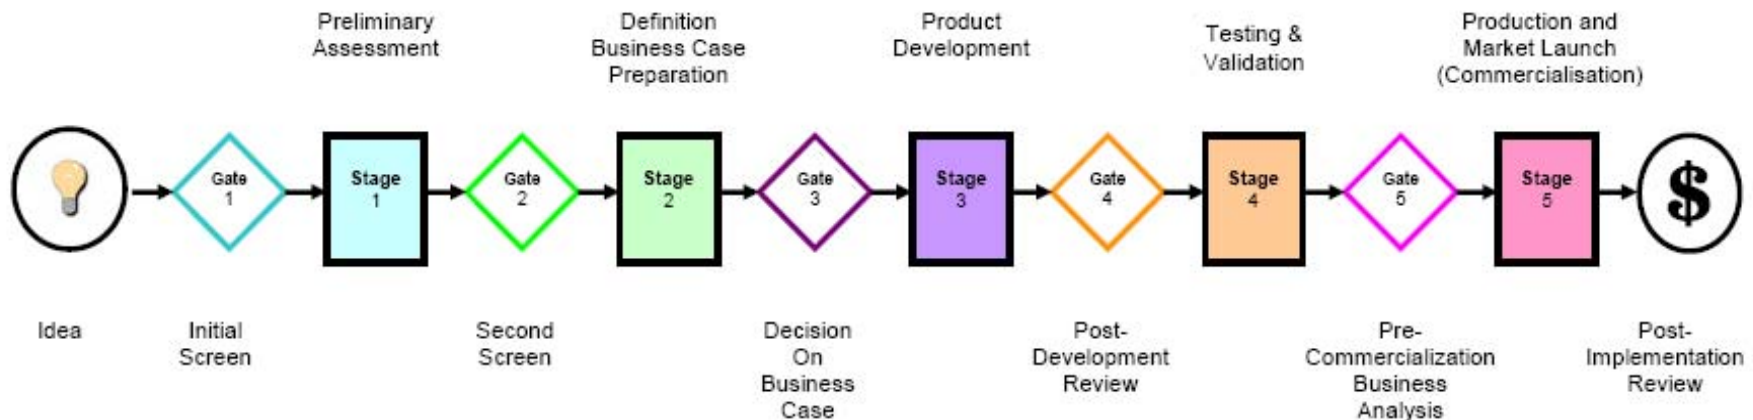 Preliminary
Assessment
Definition
Business Case
Preparation
Product
Development
Testing &
Validation
Production and
Market Launch
(Commercialisation)
Gate
1
Stage
1
Gate
2
Stage
2
Gate
3
Stage
3
Gate
4
Stage
4
Gate
5
Stage
5
$
Idea
Initial
Screen
Second
Screen
Decision
On
Business
Case
Post-
Development
Review
Pre-
Commercialization
Business
Analysis
Post-
Implementation
Review